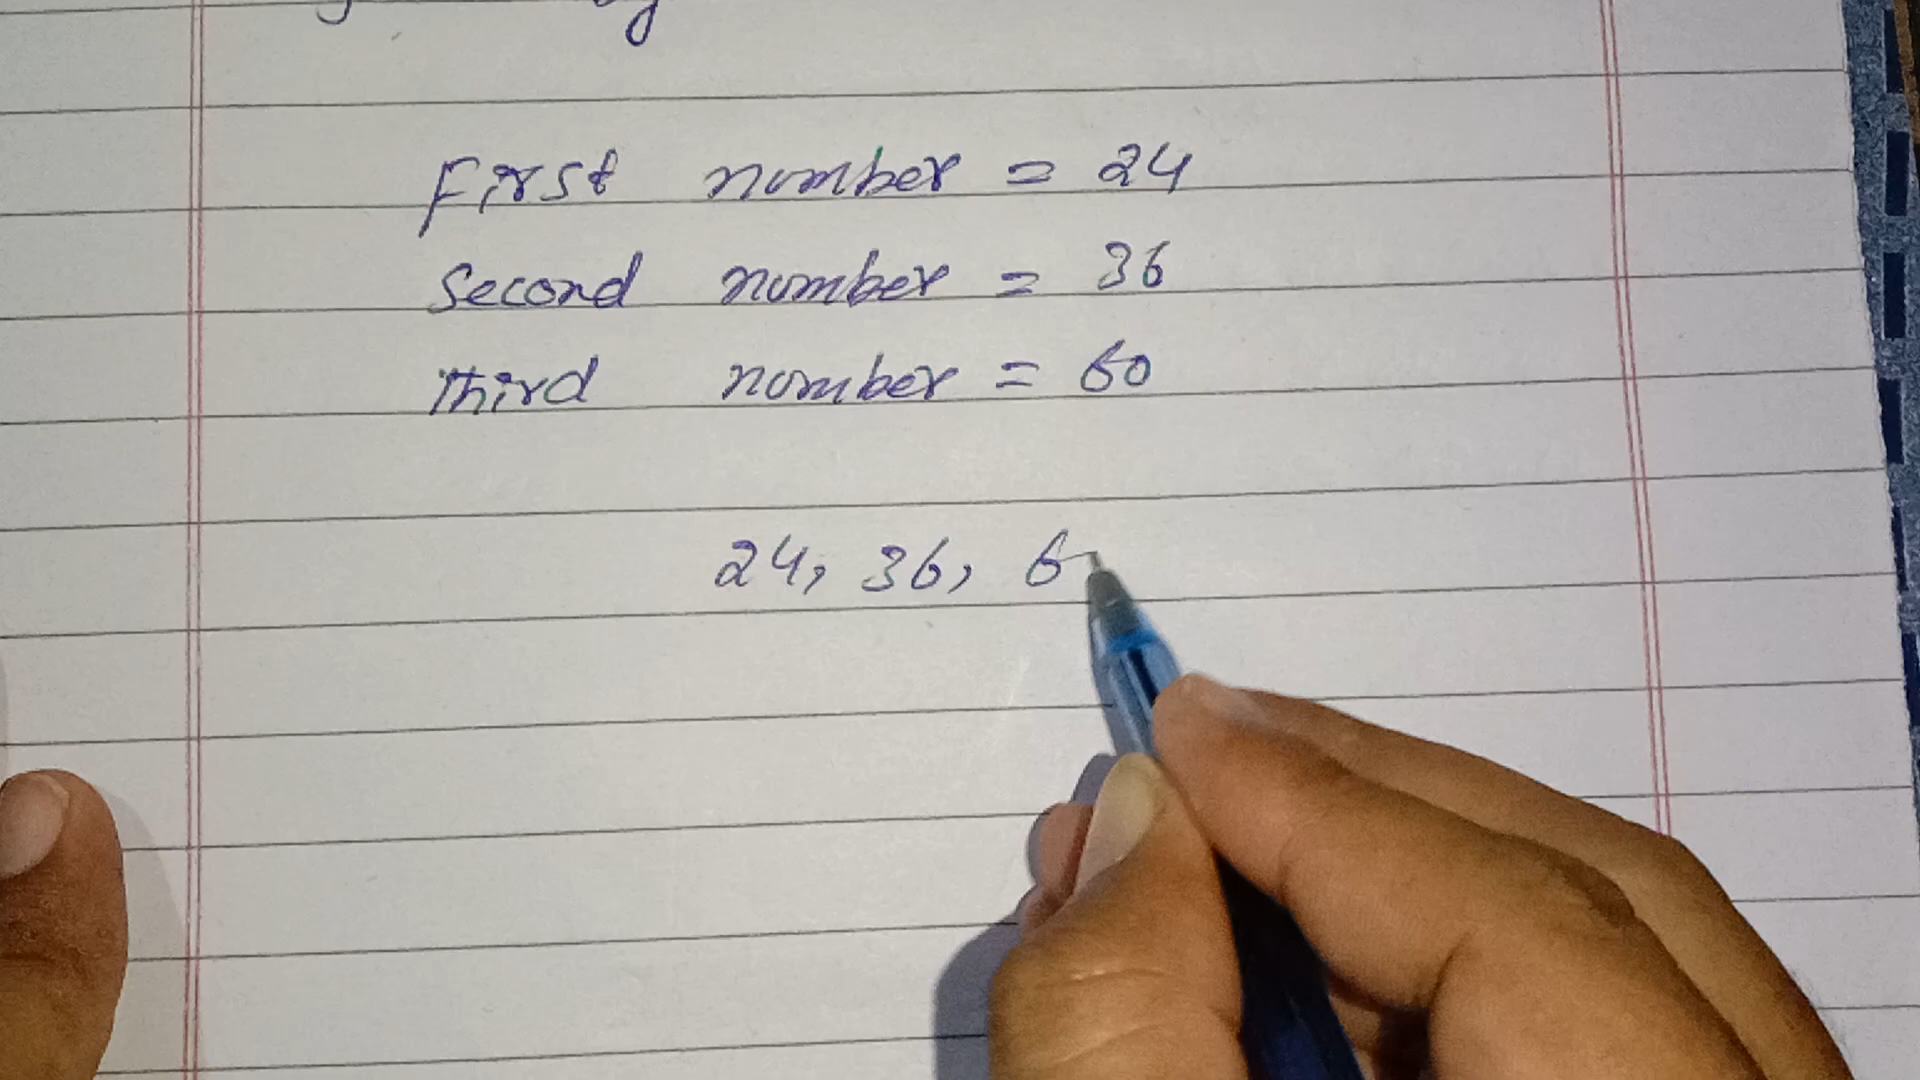 First number = 24
Second number = 36
Third number = 60
24, 36, 6